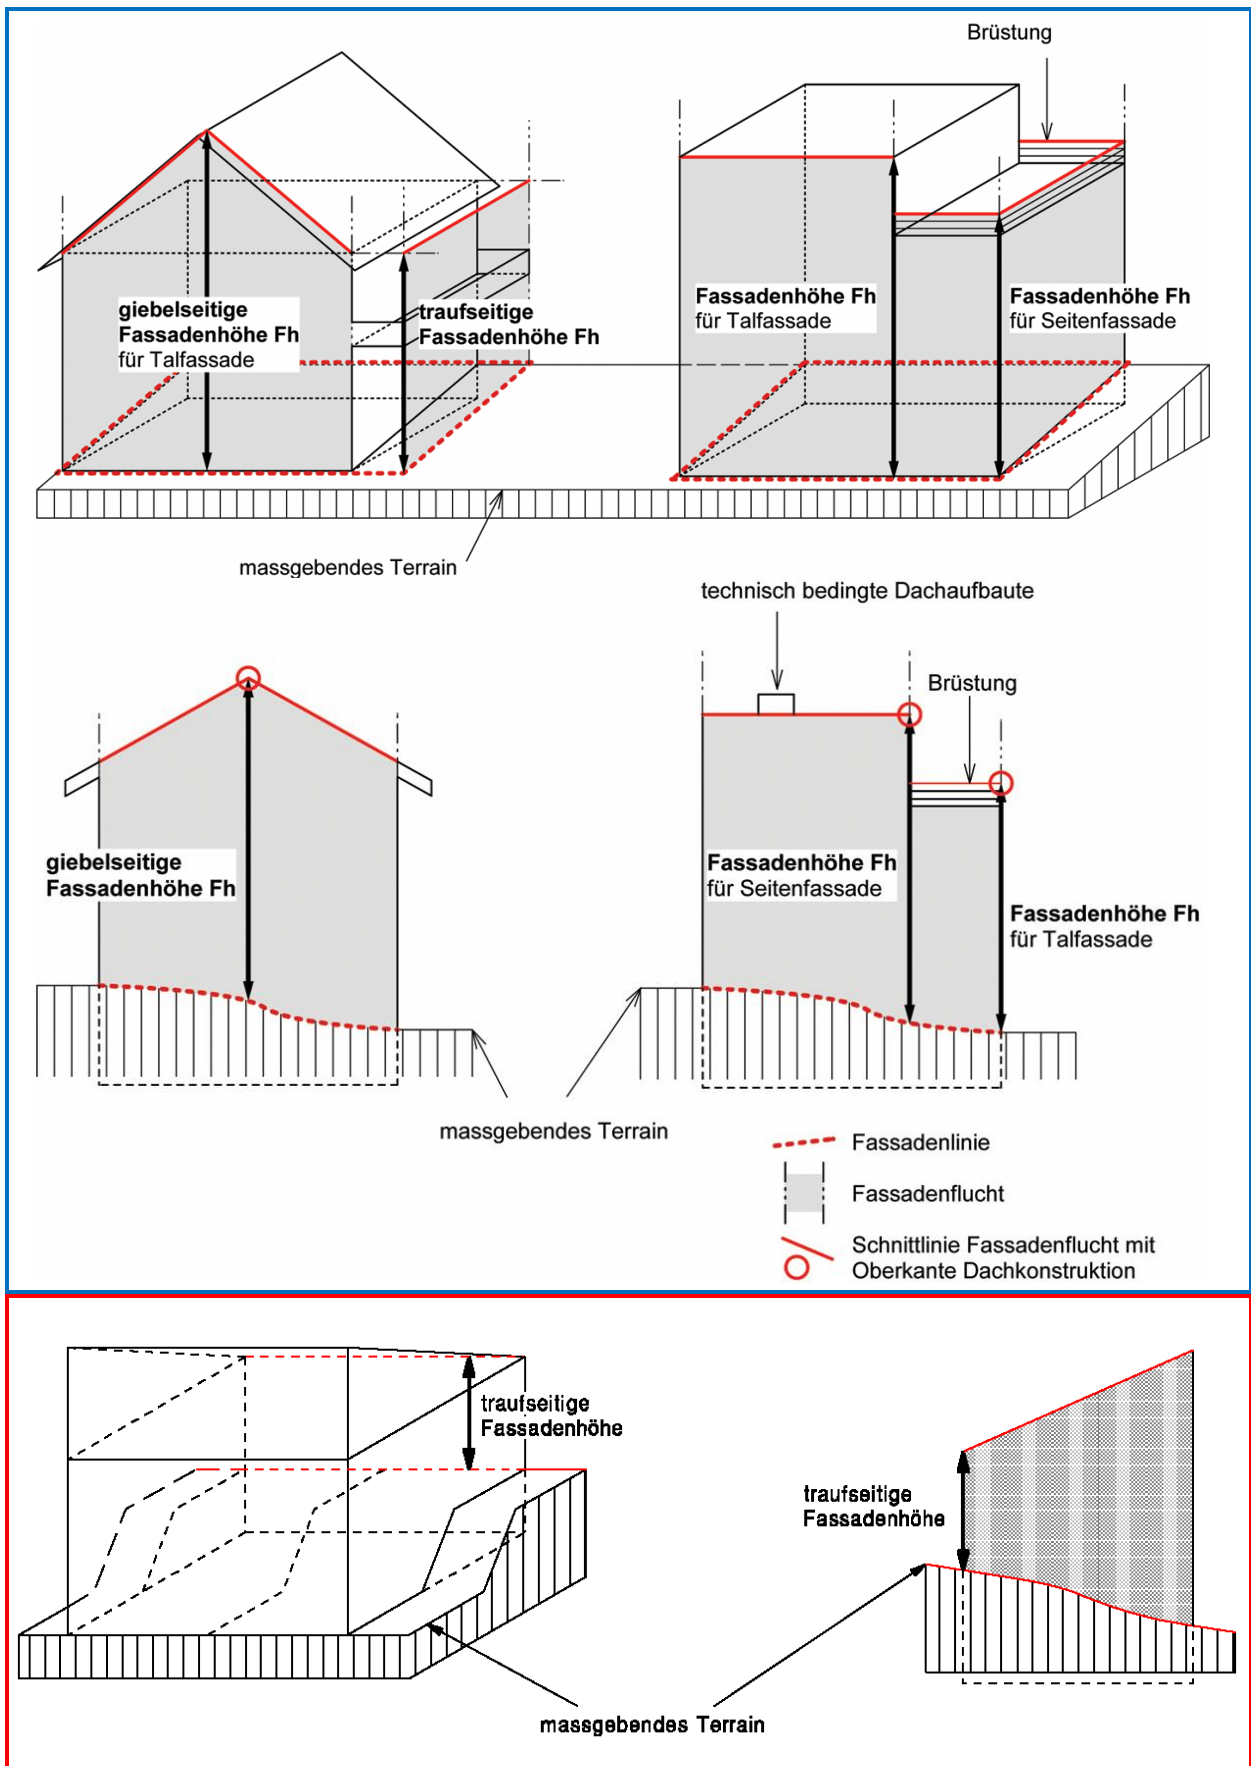 Brüstung
giebelseitige
Fassadenhöhe Fh
für Talfassade
traufseitige
Fassadenhöhe Fh
Fassadenhöhe Fh
für Talfassade
Fassadenhöhe Fh
für Seitenfassade
massgebendes Terrain
technisch bedingte Dachaufbaute
Brüstung
giebelseitige
Fassadenhöhe Fh
Fassadenhöhe Fh
für Seitenfassade
Fassadenhöhe Fh
für Talfassade
massgebendes Terrain
Fassadenlinie
Fassadenflucht
Schnittlinie Fassadenflucht mit
Oberkante Dachkonstruktion
traufseitige
Fassadenhöhe
traufseitige
Fassadenhöhe
massgebendes Terrain